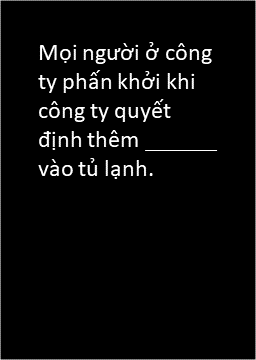 Mọi người ở công
ty phấn khởi khi
công ty quyết
định thêm _______
vào tủ lạnh.